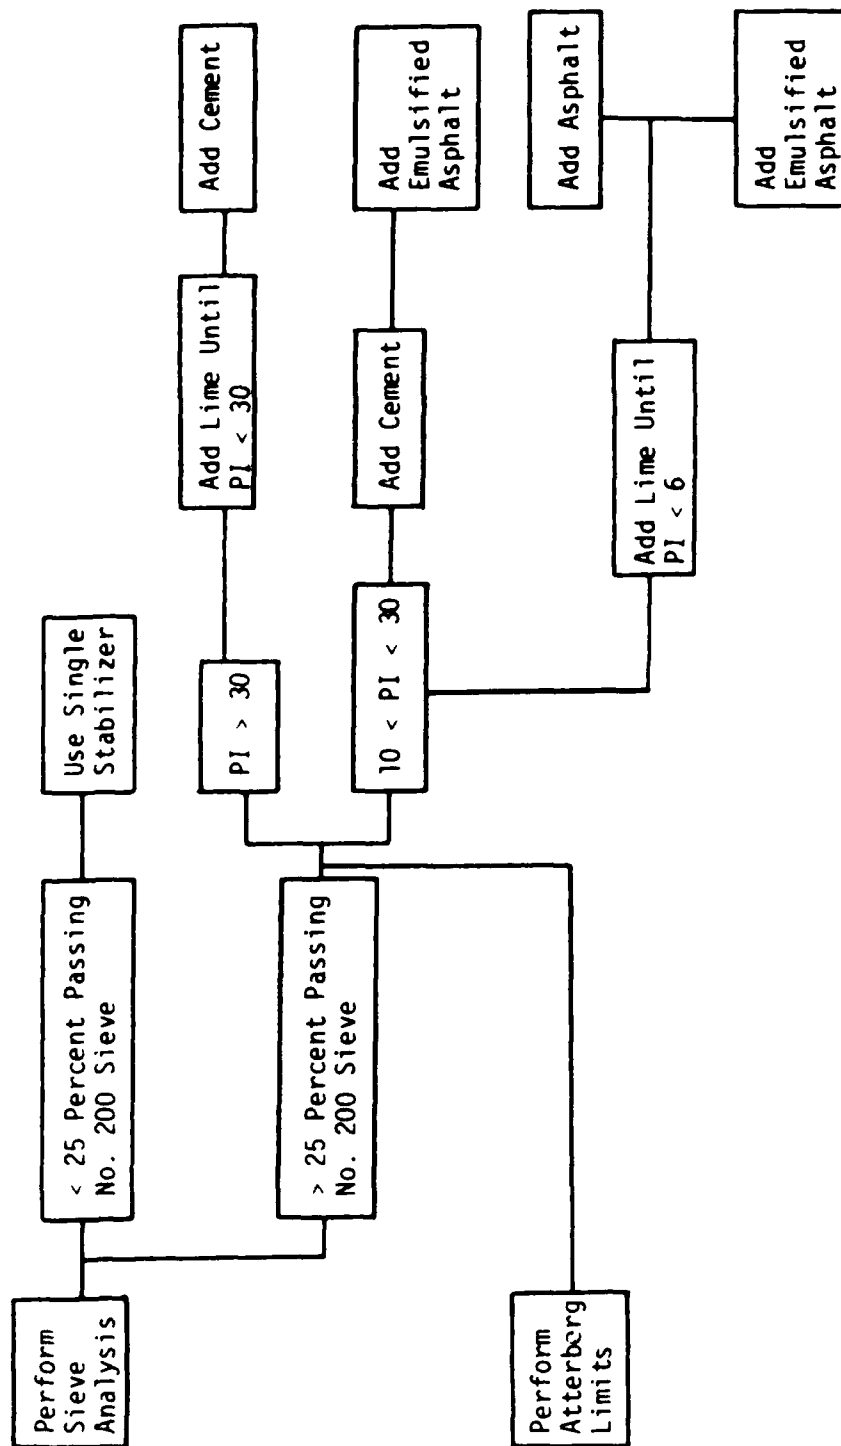 Perform
Sieve
Analysis
< 25 Percent Passing
No. 200 Sieve
Use Single
Stabilizer
> 25 Percent Passing
No. 200 Sieve
PI > 30
Add Lime Until
PI < 30
Add Cement
10 < PI < 30
Add Cement
Add
Emulsified
Asphalt
Perform
Atterberg
Limits
Add Lime Until
PI < 6
Add Asphalt
Add
Emulsified
Asphalt